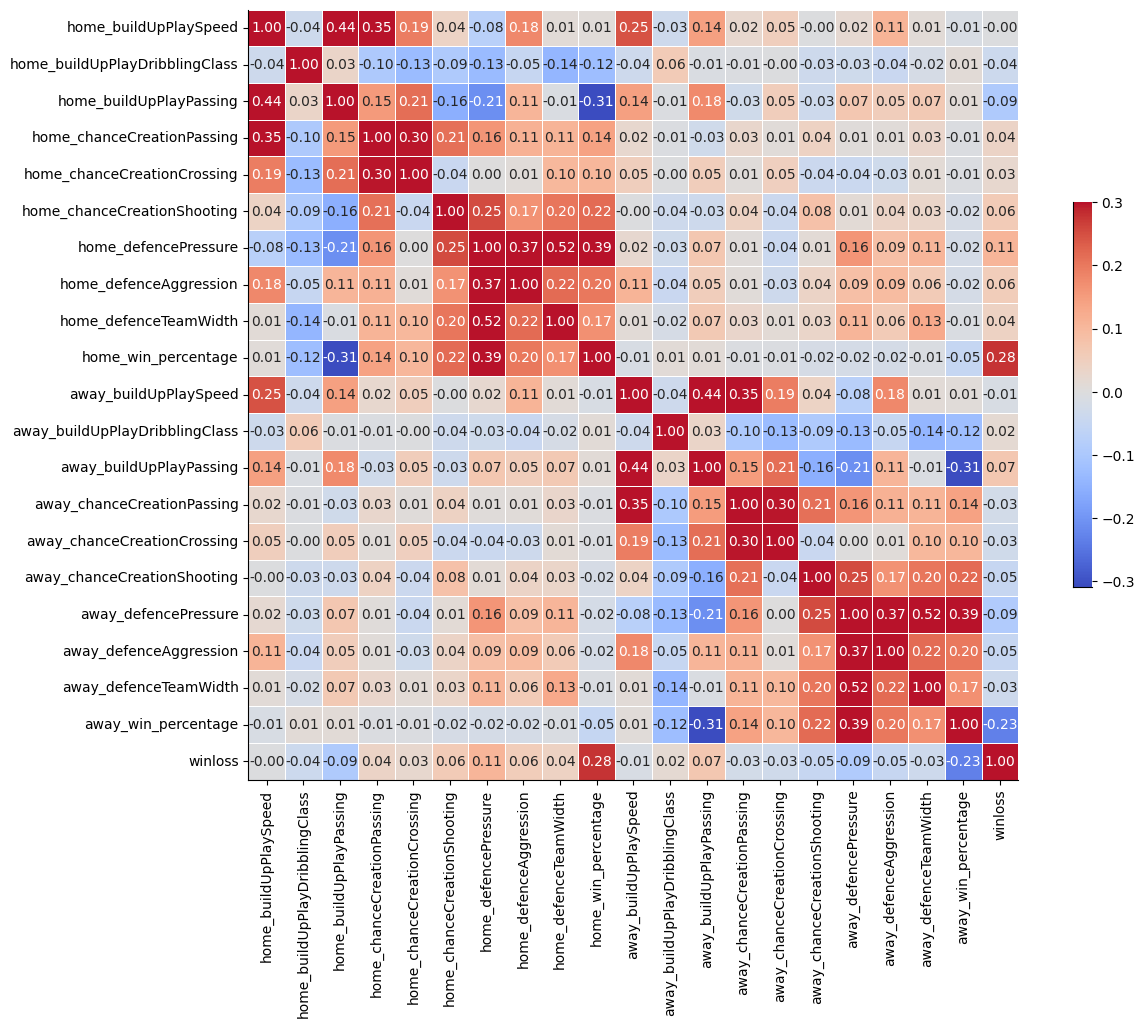 home_buildUpPlaySpeed 1.00 -0.04 0.44 0.35 0.19 0.04 -0.08 0.18 0.01 0.01 0.25 -0.03 0.14 0.02 0.05 -0.00 0.02 0.11 0.01 -0.01 -0.00
home_buildUpPlayDribblingClass -0.04 1.00 0.03 -0.10 -0.13 -0.09 -0.13 -0.05 -0.14 -0.12 -0.04 0.06 -0.01 -0.01 -0.00 -0.03 -0.03 -0.04 -0.02 0.01 -0.04
home_buildUpPlayPassing 0.44 0.03 1.00 0.15 0.21 -0.16 -0.21 0.11 -0.01 -0.31 0.14 -0.01 0.18 -0.03 0.05 -0.03 0.07 0.05 0.07 0.01 -0.09
home_chanceCreationPassing 0.35 -0.10 0.15 1.00 0.30 0.21 0.16 0.11 0.11 0.14 0.02 -0.01 -0.03 0.03 0.01 0.04 0.01 0.01 0.03 -0.01 0.04
home_chanceCreationCrossing 0.19 -0.13 0.21 0.30 1.00 -0.04 0.00 0.01 0.10 0.10 0.05 -0.00 0.05 0.01 0.05 -0.04 -0.04 -0.03 0.01 -0.01 0.03
home_chanceCreationShooting 0.04 -0.09 -0.16 0.21 -0.04 1.00 0.25 0.17 0.20 0.22 -0.00 -0.04 -0.03 0.04 -0.04 0.08 0.01 0.04 0.03 -0.02 0.06
home_defencePressure -0.08 -0.13 -0.21 0.16 0.00 0.25 1.00 0.37 0.52 0.39 0.02 -0.03 0.07 0.01 -0.04 0.01 0.16 0.09 0.11 -0.02 0.11
home_defenceAggression 0.18 -0.05 0.11 0.11 0.01 0.17 0.37 1.00 0.22 0.20 0.11 -0.04 0.05 0.01 -0.03 0.04 0.09 0.09 0.06 -0.02 0.06
home_defenceTeamWidth 0.01 -0.14 -0.01 0.11 0.10 0.20 0.52 0.22 1.00 0.17 0.01 -0.02 0.07 0.03 0.01 0.03 0.11 0.06 0.13 -0.01 0.04
home_win_percentage 0.01 -0.12 -0.31 0.14 0.10 0.22 0.39 0.20 0.17 1.00 -0.01 0.01 0.01 -0.01 -0.01 -0.02 -0.02 -0.02 -0.01 -0.05 0.28
away_buildUpPlaySpeed 0.25 -0.04 0.14 0.02 0.05 -0.00 0.02 0.11 0.01 -0.01 1.00 -0.04 0.44 0.35 0.19 0.04 -0.08 0.18 0.01 0.01 -0.01
away_buildUpPlayDribblingClass -0.03 0.06 -0.01 -0.01 -0.00 -0.04 -0.03 -0.04 -0.02 0.01 -0.04 1.00 0.03 -0.10 -0.13 -0.09 -0.13 -0.05 -0.14 -0.12 0.02
away_buildUpPlayPassing 0.14 -0.01 0.18 -0.03 0.05 -0.03 0.07 0.05 0.07 0.01 0.44 0.03 1.00 0.15 0.21 -0.16 -0.21 0.11 -0.01 -0.31 0.07
away_chanceCreationPassing 0.02 -0.01 -0.03 0.03 0.01 0.04 0.01 0.01 0.03 -0.01 0.35 -0.10 0.15 1.00 0.30 0.21 0.16 0.11 0.11 0.14 -0.03
away_chanceCreationCrossing 0.05 -0.00 0.05 0.01 0.05 -0.04 -0.04 -0.03 0.01 -0.01 0.19 -0.13 0.21 0.30 1.00 -0.04 0.00 0.01 0.10 0.10 -0.03
away_chanceCreationShooting -0.00 -0.03 -0.03 0.04 -0.04 0.08 0.01 0.04 0.03 -0.02 0.04 -0.09 -0.16 0.21 -0.04 1.00 0.25 0.17 0.20 0.22 -0.05
away_defencePressure 0.02 -0.03 0.07 0.01 -0.04 0.01 0.16 0.09 0.11 -0.02 -0.08 -0.13 -0.21 0.16 0.00 0.25 1.00 0.37 0.52 0.39 -0.09
away_defenceAggression 0.11 -0.04 0.05 0.01 -0.03 0.04 0.09 0.09 0.06 -0.02 0.18 -0.05 0.11 0.11 0.01 0.17 0.37 1.00 0.22 0.20 -0.05
away_defenceTeamWidth 0.01 -0.02 0.07 0.03 0.01 0.03 0.11 0.06 0.13 -0.01 0.01 -0.14 -0.01 0.11 0.10 0.20 0.52 0.22 1.00 0.17 -0.03
away_win_percentage -0.01 0.01 0.01 -0.01 -0.01 -0.02 -0.02 -0.02 -0.01 -0.05 0.01 -0.12 -0.31 0.14 0.10 0.22 0.39 0.20 0.17 1.00 -0.23
winloss -0.00 -0.04 -0.09 0.04 0.03 0.06 0.11 0.06 0.04 0.28 -0.01 0.02 0.07 -0.03 -0.03 -0.05 -0.09 -0.05 -0.03 -0.23 1.00
home_buildUpPlaySpeed
home_buildUpPlayDribblingClass
home_buildUpPlayPassing
home_chanceCreationPassing
home_chanceCreationCrossing
home_chanceCreationShooting
home_defencePressure
home_defenceAggression
home_defenceTeamWidth
home_win_percentage
away_buildUpPlaySpeed
away_buildUpPlayDribblingClass
away_buildUpPlayPassing
away_chanceCreationPassing
away_chanceCreationCrossing
away_chanceCreationShooting
away_defencePressure
away_defenceAggression
away_defenceTeamWidth
away_win_percentage
winloss
0.3
0.2
0.1
0.0
−0.1
−0.2
−0.3